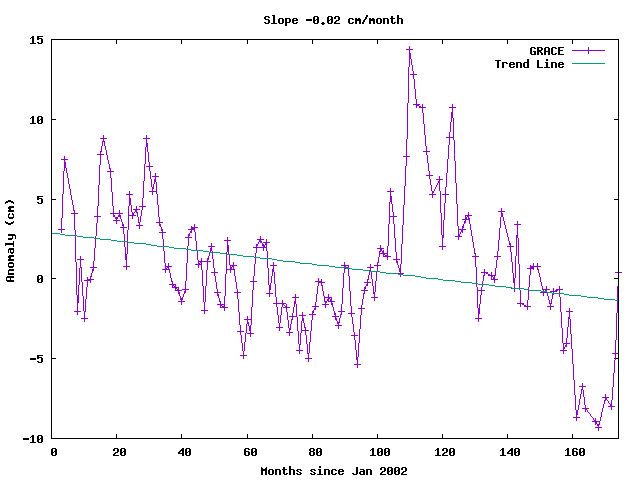 Slope -0.02 cm/month
GRACE
Trend Line
15
10
5
0
-5
-10
Anomaly (cm)
0 20 40 60 80 100 120 140 160
Months since Jan 2002